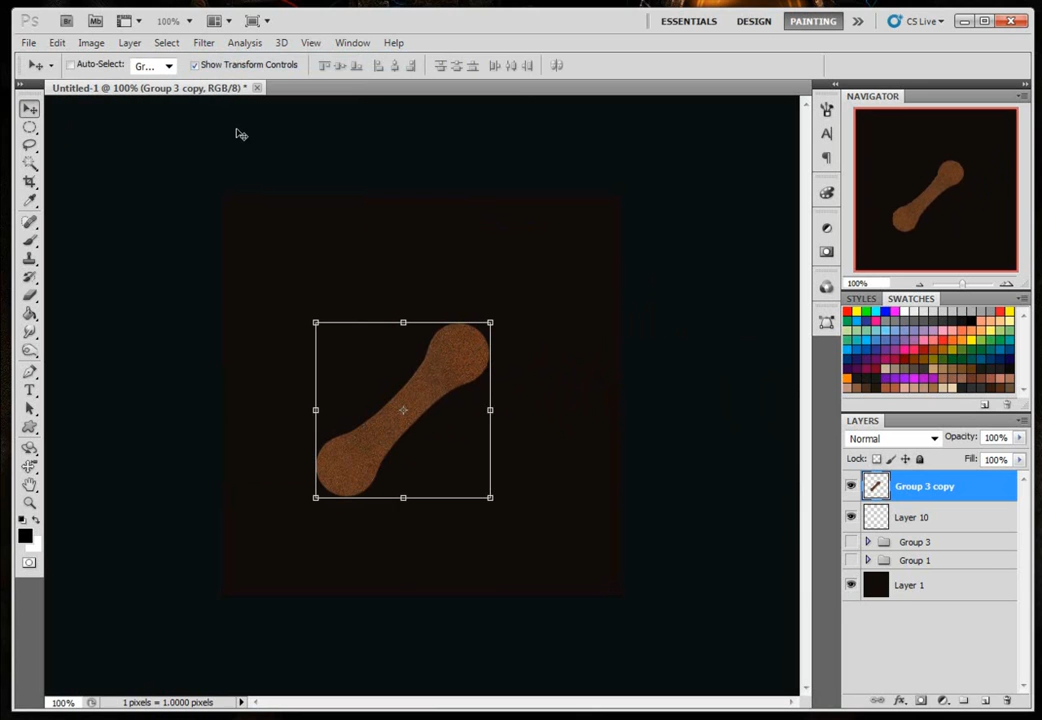 Ps Br Mb 100% ESSENTIALS DESIGN PAINTING CS Live
File Edit Image Layer Select Filter Analysis 3D View Window Help
Auto-Select: Gr... Show Transform Controls
Untitled-1 @ 100% (Group 3 copy, RGB/8) *
NAVIGATOR
100%
STYLES SWATCHES
LAYERS
Normal Opacity: 100%
Lock: Fill: 100%
Group 3 copy
Layer 10
Group 3
Group 1
Layer 1
100% 1 pixels = 1.0000 pixels